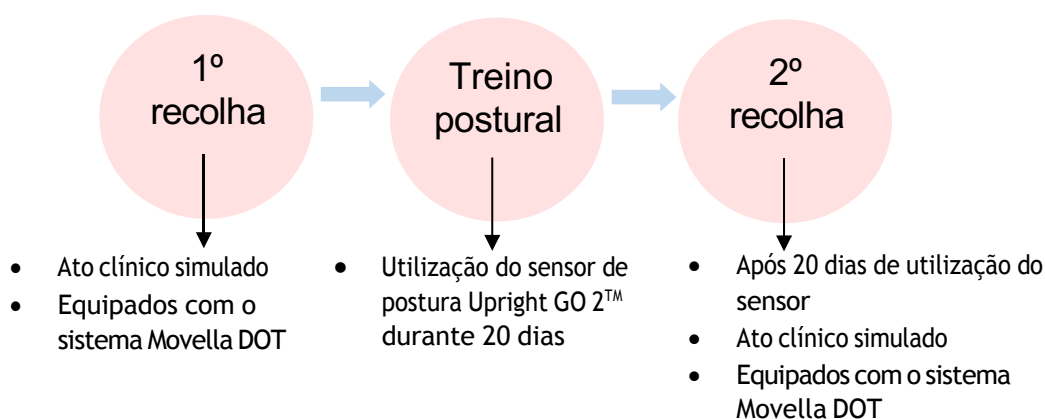 1º
recolha
Treino
postural
2º
recolha
• Ato clínico simulado
• Equipados com o
sistema Movella DOT
• Utilização do sensor de
postura Upright GO 2™
durante 20 dias
• Após 20 dias de utilização do
sensor
• Ato clínico simulado
• Equipados com o sistema
Movella DOT